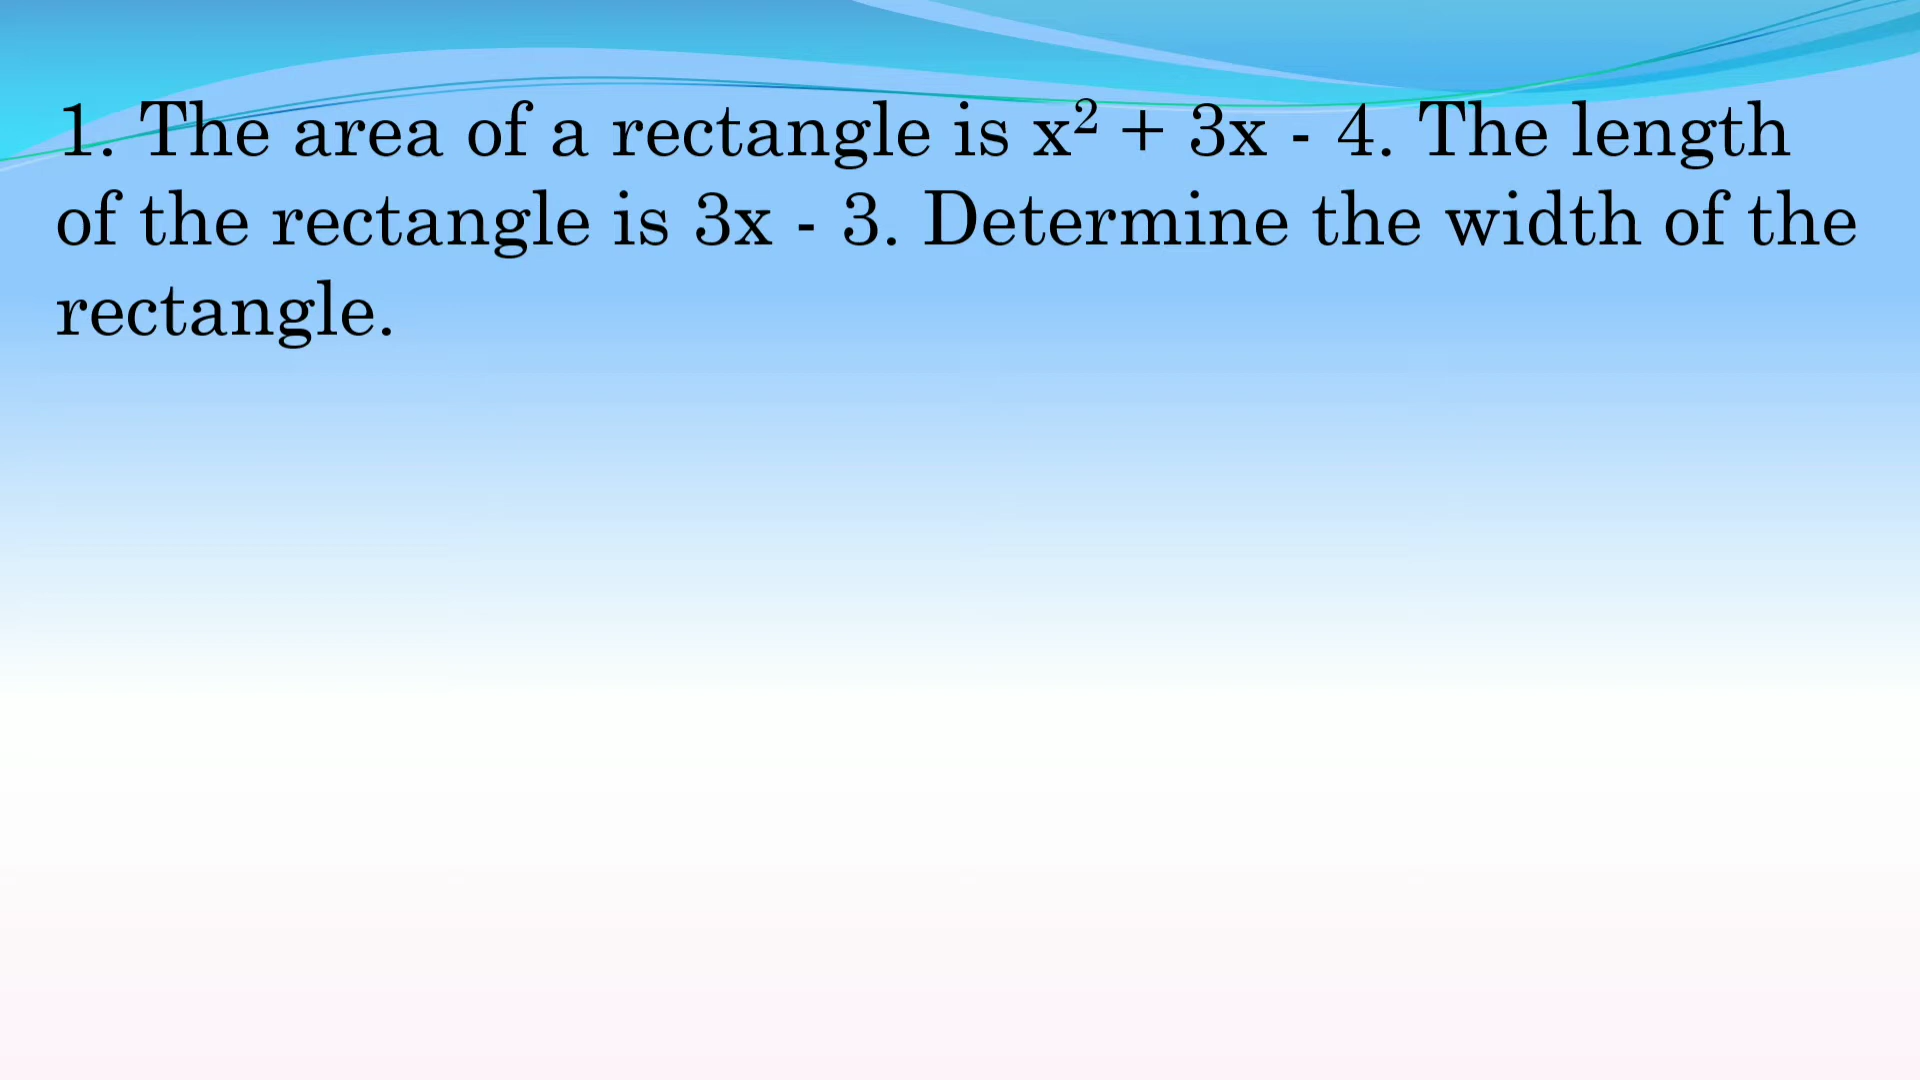 1. The area of a rectangle is x² + 3x - 4. The length
of the rectangle is 3x - 3. Determine the width of the
rectangle.